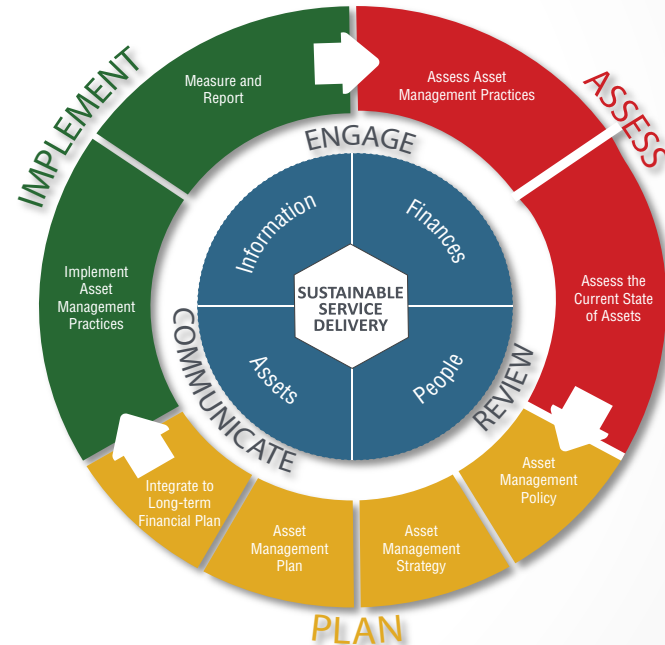 IMPLEMENT
Measure and
Report
Assess Asset
Management Practices
ASSESS
ENGAGE
Information
Finances
Implement
Asset
Management
Practices
SUSTAINABLE
SERVICE
DELIVERY
Assess the
Current State
of Assets
COMMUNICATE
Assets
People
REVIEW
Integrate to
Long-term
Financial Plan
Asset
Management
Plan
Asset
Management
Strategy
Asset
Management
Policy
PLAN